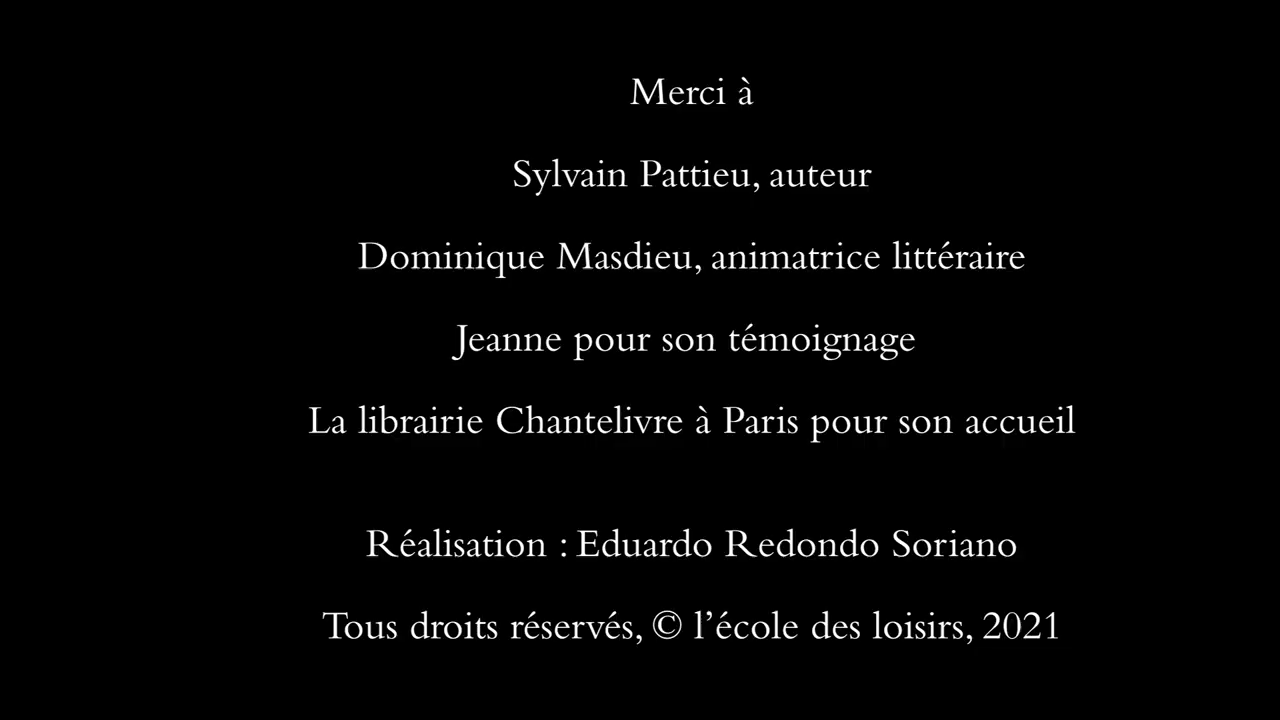 Merci à
Sylvain Pattieu, auteur
Dominique Masdieu, animatrice littéraire
Jeanne pour son témoignage
La librairie Chantelivre à Paris pour son accueil
Réalisation : Eduardo Redondo Soriano
Tous droits réservés, © l’école des loisirs, 2021